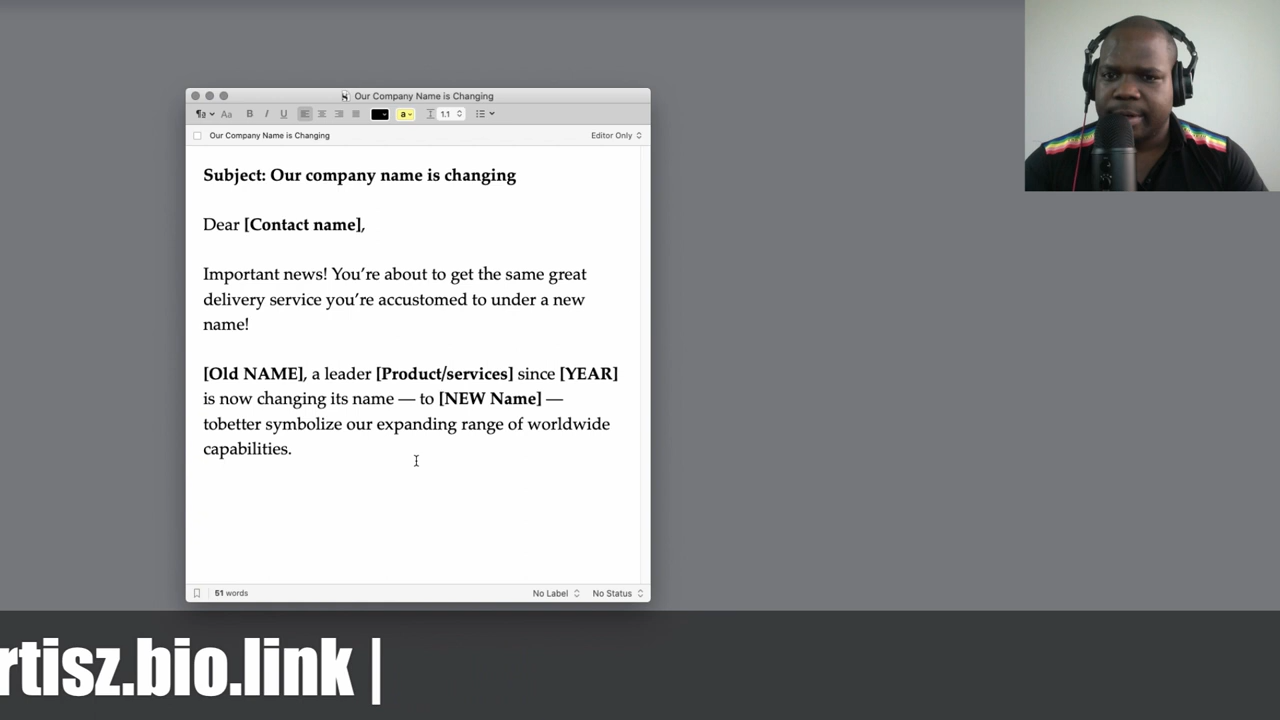 Our Company Name is Changing
¶a Aa B I U a 1.1
Our Company Name is Changing Editor Only
Subject: Our company name is changing
Dear [Contact name],
Important news! You’re about to get the same great
delivery service you’re accustomed to under a new
name!
[Old NAME], a leader [Product/services] since [YEAR]
is now changing its name — to [NEW Name] —
tobetter symbolize our expanding range of worldwide
capabilities.
51 words No Label No Status
rtisz.bio.link |